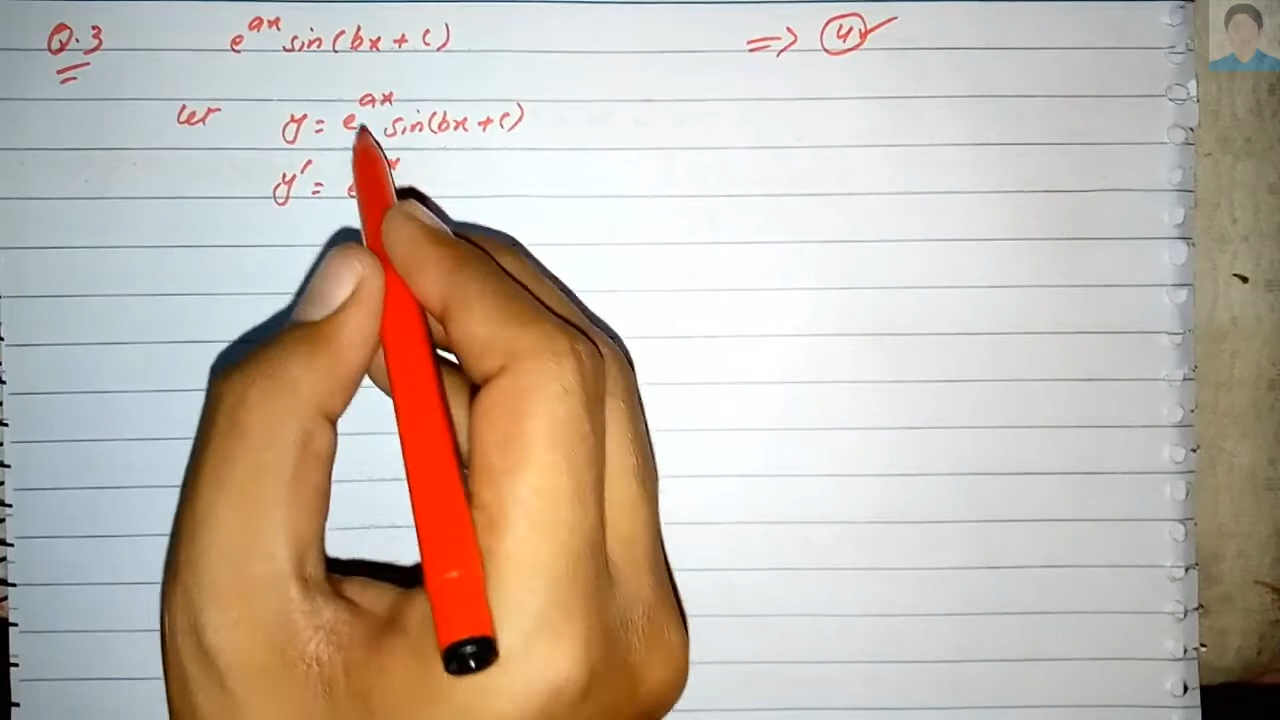 Q.3 e^ax sin(bx + c) => 4
let y = e^ax sin(bx + c)
y' = e